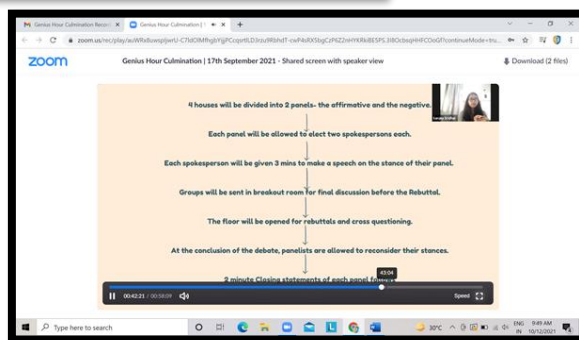 Genius Hour Culmination Recor
Genius Hour Culmination | 1
zoom
Genius Hour Culmination | 17th September 2021 - Shared screen with speaker view
Download (2 files)
4 houses will be divided into 2 panels- the affirmative and the negative.
Each panel will be allowed to elect two spokespersons each.
Each spokesperson will be given 3 mins to make a speech on the stance of their panel.
Groups will be sent in breakout room for final discussion before the Rebuttal.
The floor will be opened for rebuttals and cross questioning.
At the conclusion of the debate, panelists are allowed to reconsider their stances.
2 minute Closing statements of each panel
43:04
00:42:21 / 00:58:09
Speed
Type here to search
30°C
ENG
IN
9:49 AM
10/12/2021